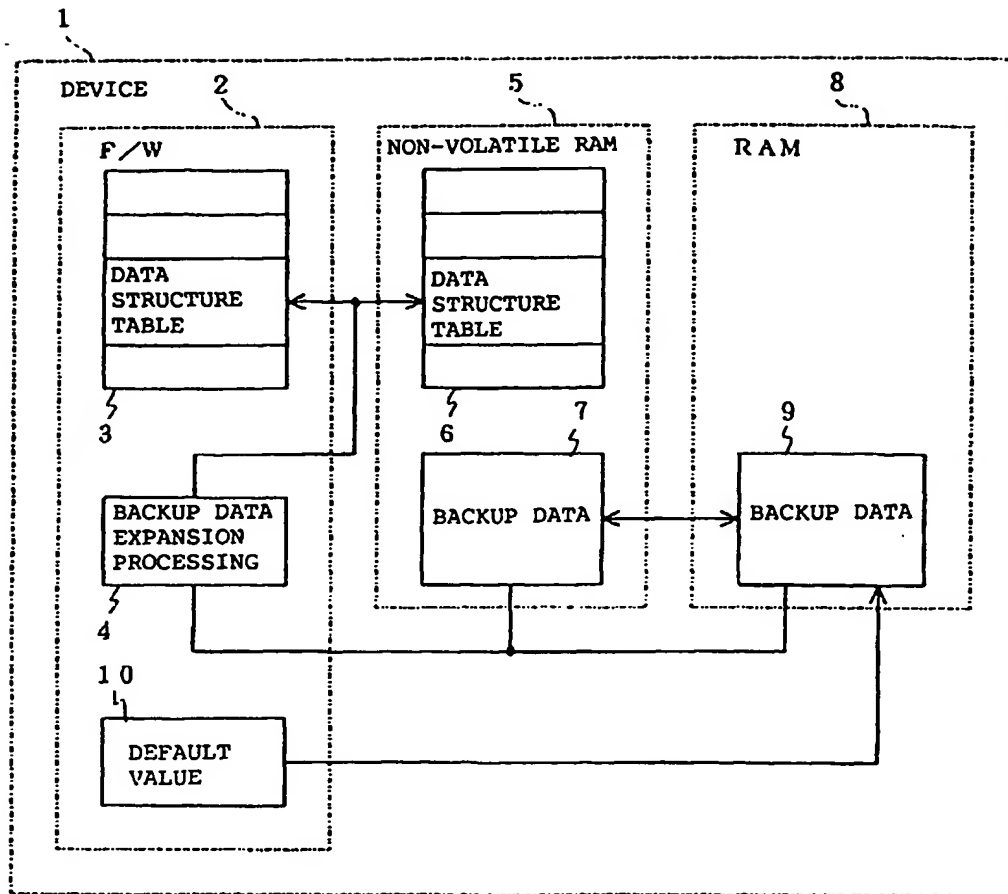 1
DEVICE
2
5
8
F/W
NON-VOLATILE RAM
RAM
DATA
STRUCTURE
TABLE
DATA
STRUCTURE
TABLE
3
6
7
9
BACKUP DATA
EXPANSION
PROCESSING
BACKUP DATA
BACKUP DATA
4
10
DEFAULT
VALUE